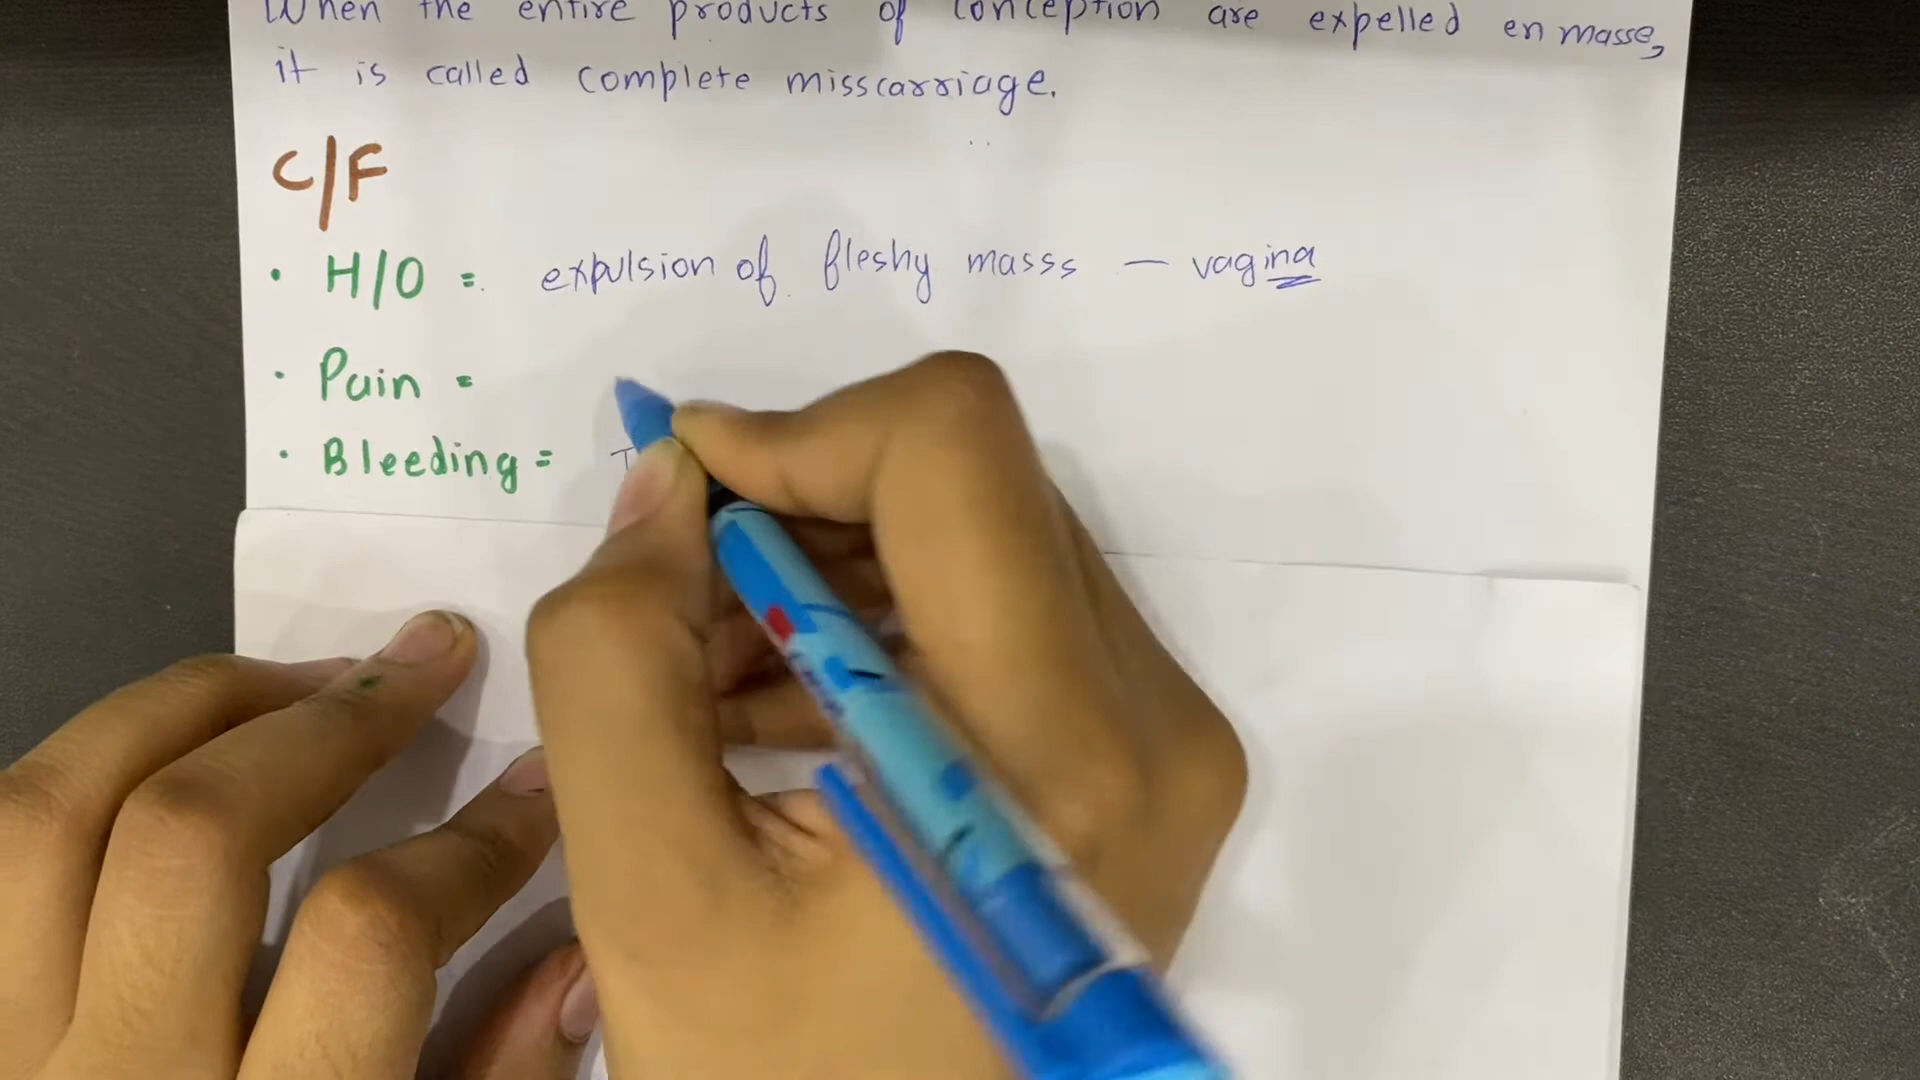 When the entire products of conception are expelled en masse,
it is called complete misscarriage.
C/F
• H/O = expulsion of fleshy masss — vagina
• Pain =
• Bleeding =